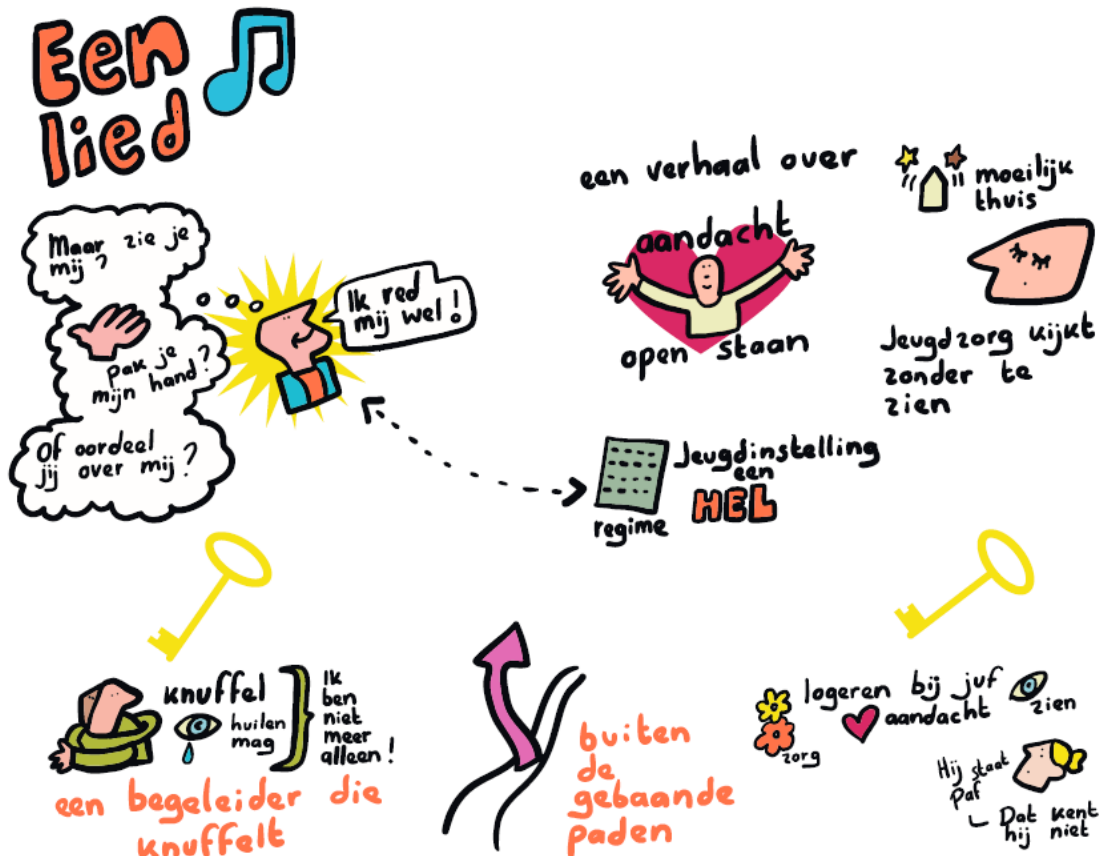 Een
lied
Maar zie je
mij?
pak je
mijn hand?
Of oordeel
jij over mij?
Ik red
mij wel!
een verhaal over
aandacht
open staan
moeilijk
thuis
Jeugdzorg kijkt
zonder te
zien
regime
Jeugdinstelling
een
HEL
knuffel
huilen
mag
Ik
ben
niet
meer
alleen!
een begeleider die
knuffelt
buiten
de
gebaande
paden
logeren bij juf
aandacht
zien
zorg
Hij staat
paf
Dat kent
hij niet